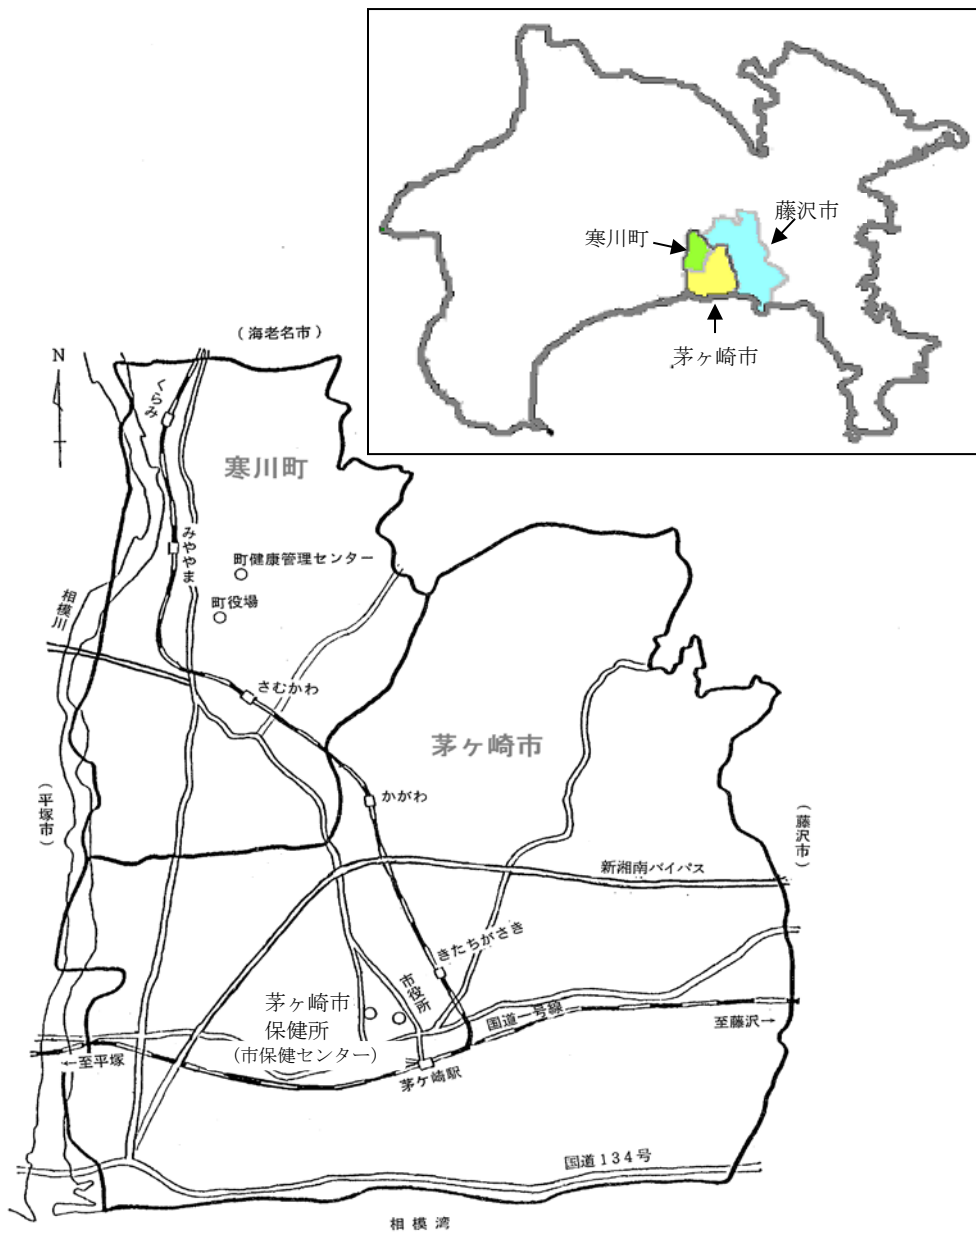 藤沢市
寒川町
茅ヶ崎市
(海老名市)
N
くらみ
寒川町
みややま
町健康管理センター
町役場
相模川
さむかわ
茅ヶ崎市
かがわ
(平塚市)
(藤沢市)
新湘南バイパス
きたちがさき
市役所
茅ヶ崎市
保健所
(市保健センター)
国道一号線
至藤沢→
←至平塚
茅ケ崎駅
国道134号
相模湾